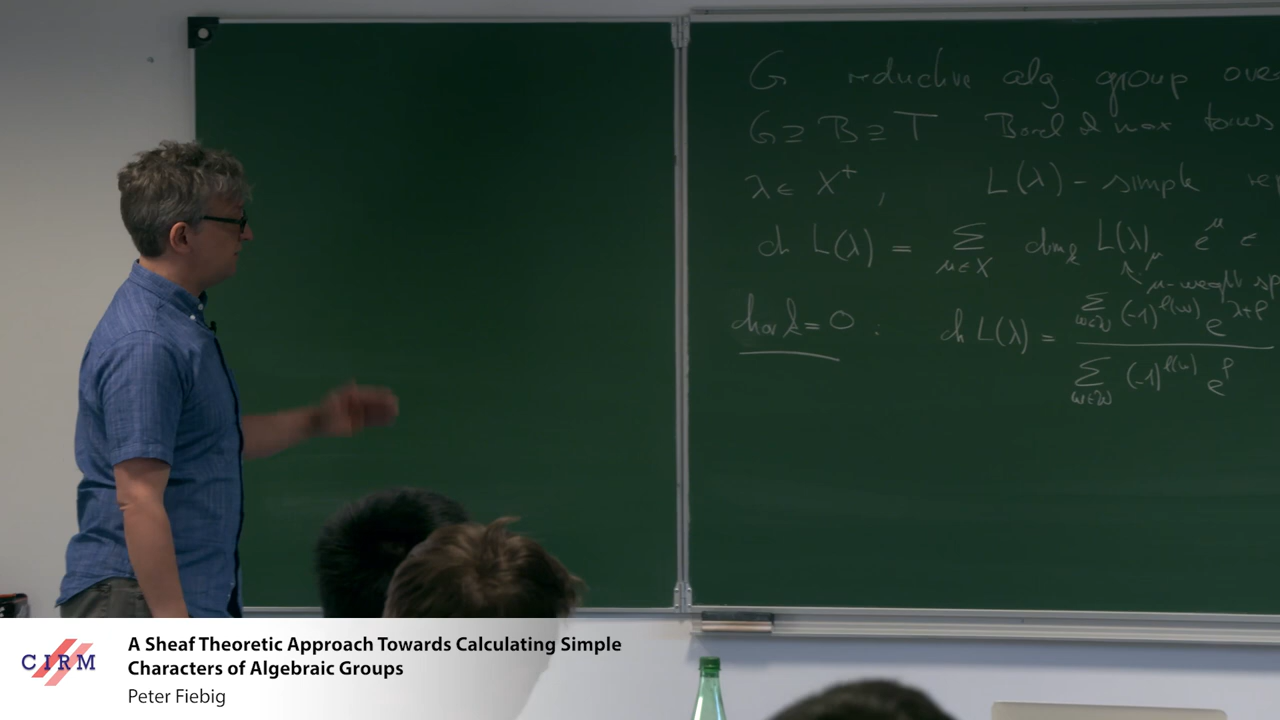 G reductive alg group ove
G ⊇ B ⊇ T Borel & max torus
λ ∈ X⁺ , L(λ) - simple re
ch L(λ) = Σ_{μ∈X} dim_k L(λ)_μ e^μ ∈
μ-weight sp
char k = 0 : ch L(λ) = Σ_{w∈W} (-1)^{l(w)} e^{λ+ρ}
Σ_{w∈W} (-1)^{l(w)} e^ρ
CIRM
A Sheaf Theoretic Approach Towards Calculating Simple
Characters of Algebraic Groups
Peter Fiebig